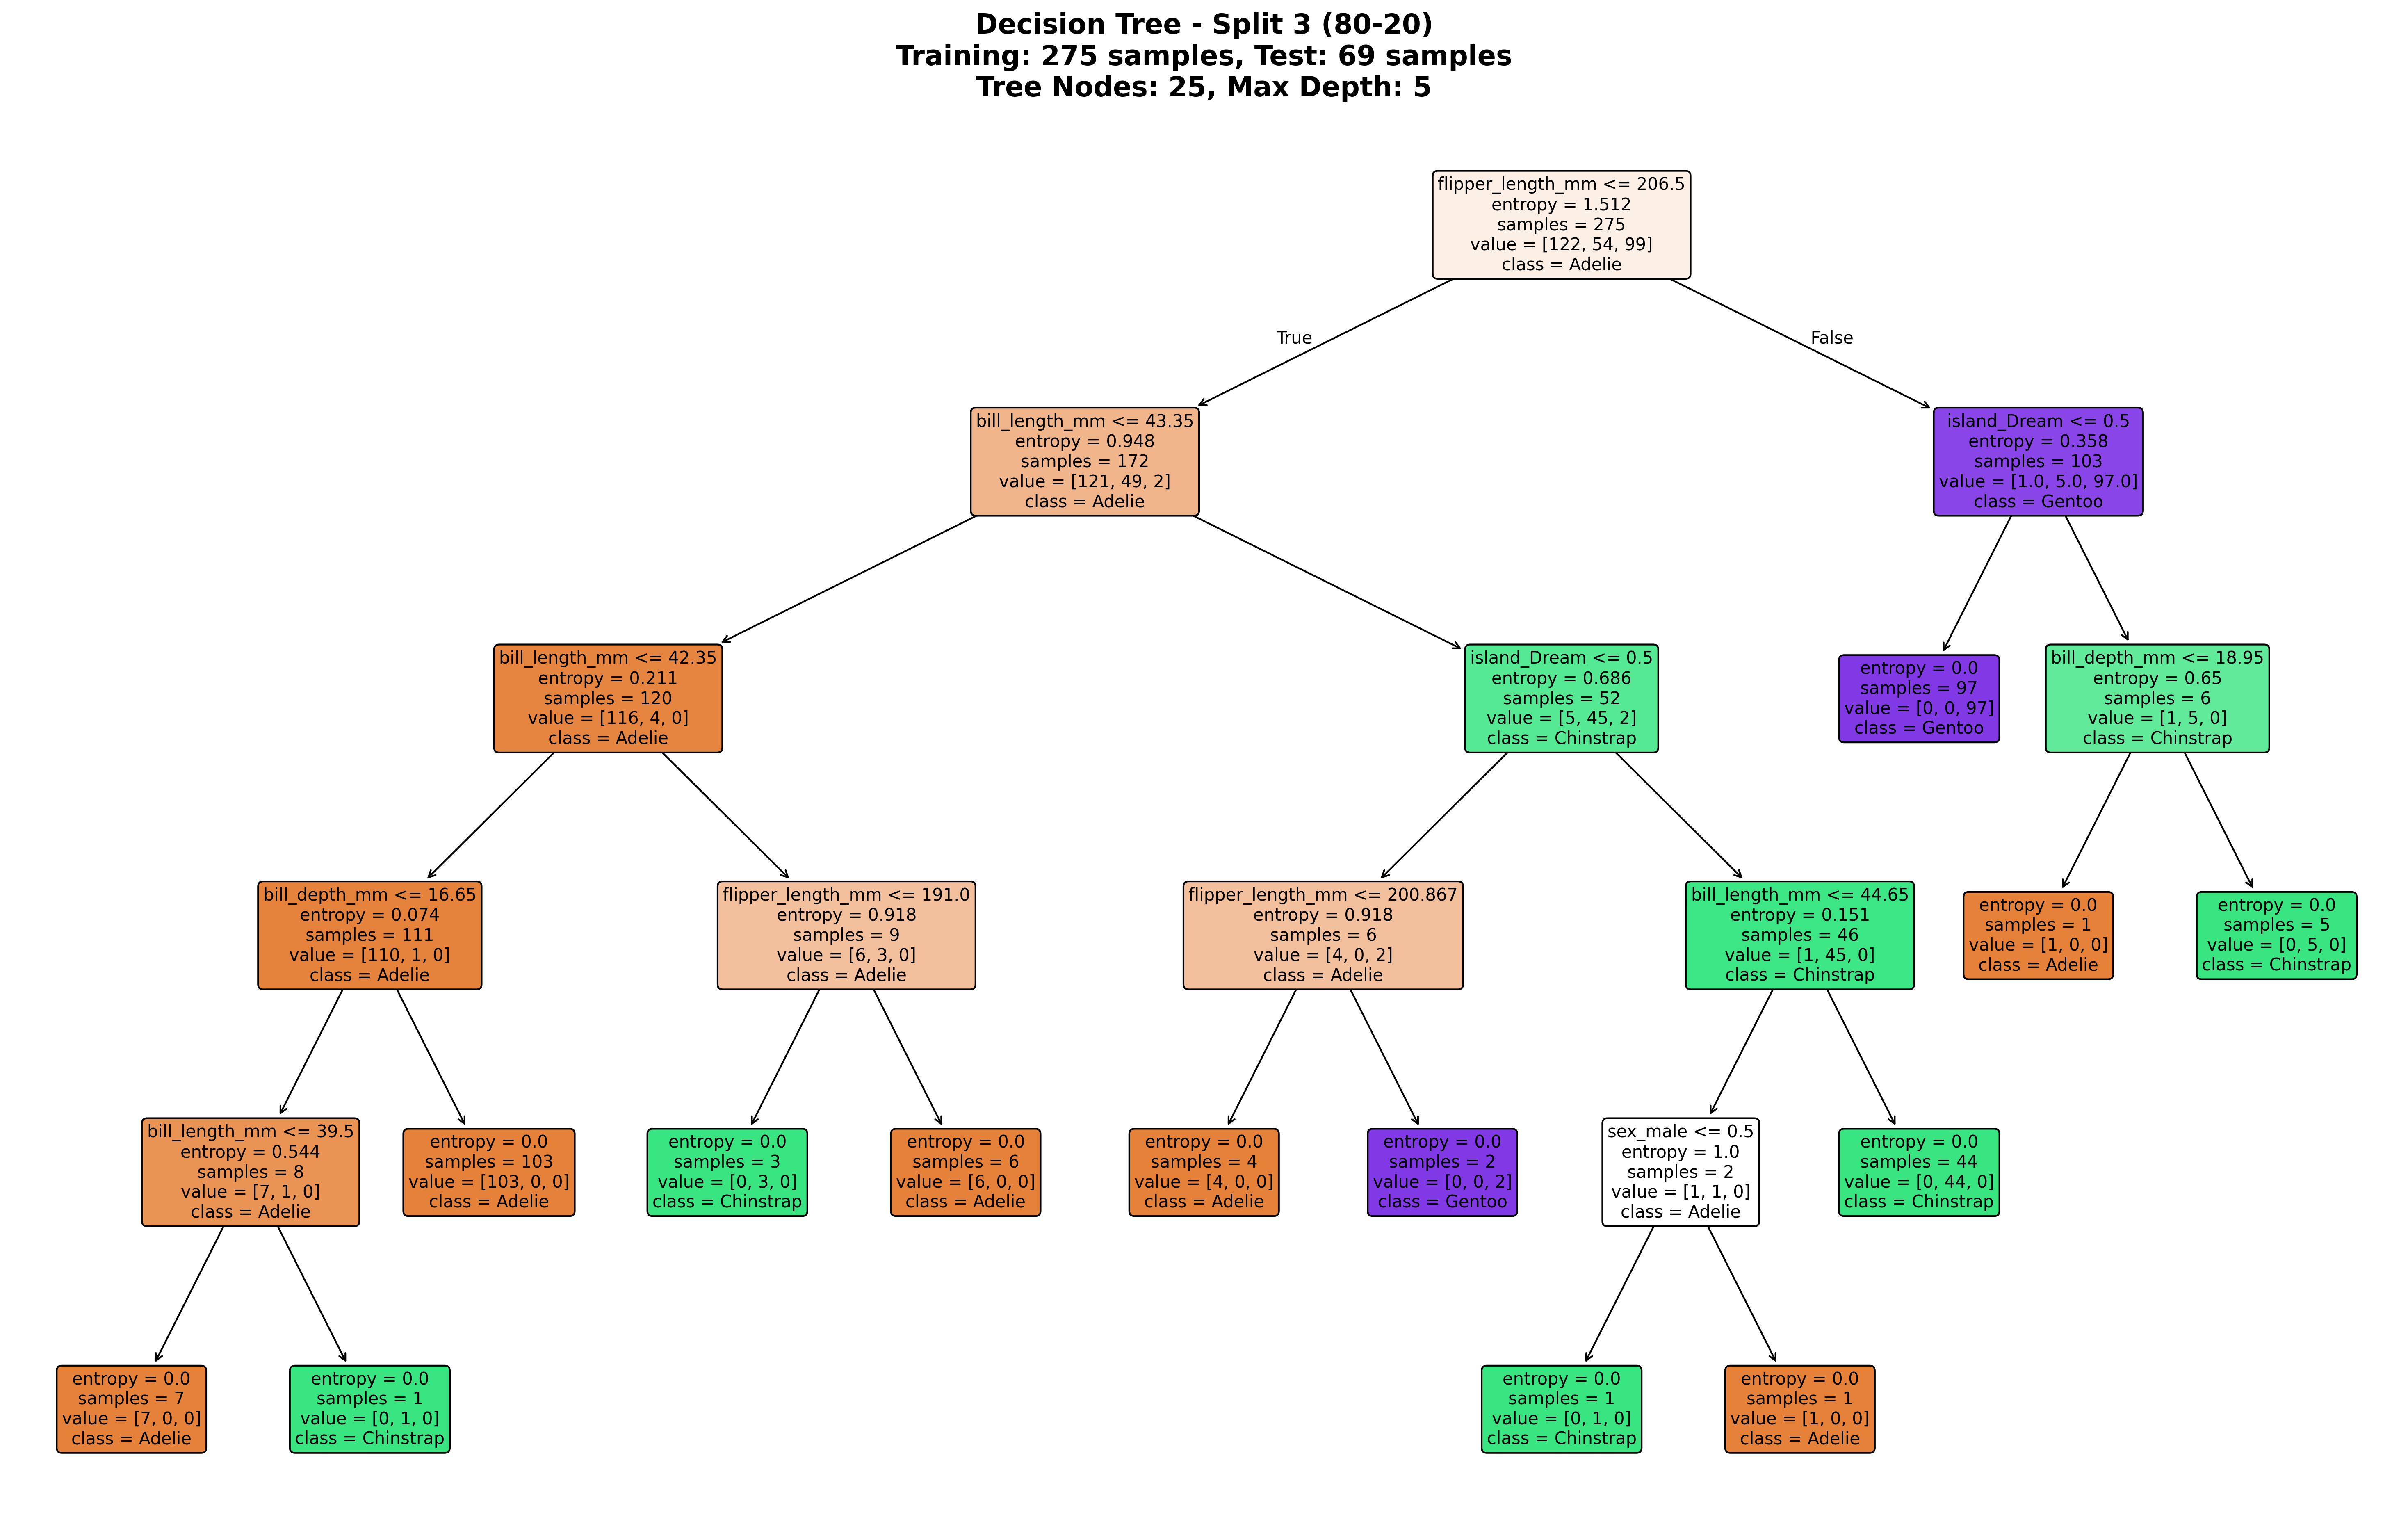 Decision Tree - Split 3 (80-20)
Training: 275 samples, Test: 69 samples
Tree Nodes: 25, Max Depth: 5
flipper_length_mm <= 206.5
entropy = 1.512
samples = 275
value = [122, 54, 99]
class = Adelie
True
False
bill_length_mm <= 43.35
entropy = 0.948
samples = 172
value = [121, 49, 2]
class = Adelie
island_Dream <= 0.5
entropy = 0.358
samples = 103
value = [1.0, 5.0, 97.0]
class = Gentoo
bill_length_mm <= 42.35
entropy = 0.211
samples = 120
value = [116, 4, 0]
class = Adelie
island_Dream <= 0.5
entropy = 0.686
samples = 52
value = [5, 45, 2]
class = Chinstrap
entropy = 0.0
samples = 97
value = [0, 0, 97]
class = Gentoo
bill_depth_mm <= 18.95
entropy = 0.65
samples = 6
value = [1, 5, 0]
class = Chinstrap
bill_depth_mm <= 16.65
entropy = 0.074
samples = 111
value = [110, 1, 0]
class = Adelie
flipper_length_mm <= 191.0
entropy = 0.918
samples = 9
value = [6, 3, 0]
class = Adelie
flipper_length_mm <= 200.867
entropy = 0.918
samples = 6
value = [4, 0, 2]
class = Adelie
bill_length_mm <= 44.65
entropy = 0.151
samples = 46
value = [1, 45, 0]
class = Chinstrap
entropy = 0.0
samples = 1
value = [1, 0, 0]
class = Adelie
entropy = 0.0
samples = 5
value = [0, 5, 0]
class = Chinstrap
bill_length_mm <= 39.5
entropy = 0.544
samples = 8
value = [7, 1, 0]
class = Adelie
entropy = 0.0
samples = 103
value = [103, 0, 0]
class = Adelie
entropy = 0.0
samples = 3
value = [0, 3, 0]
class = Chinstrap
entropy = 0.0
samples = 6
value = [6, 0, 0]
class = Adelie
entropy = 0.0
samples = 4
value = [4, 0, 0]
class = Adelie
entropy = 0.0
samples = 2
value = [0, 0, 2]
class = Gentoo
sex_male <= 0.5
entropy = 1.0
samples = 2
value = [1, 1, 0]
class = Adelie
entropy = 0.0
samples = 44
value = [0, 44, 0]
class = Chinstrap
entropy = 0.0
samples = 7
value = [7, 0, 0]
class = Adelie
entropy = 0.0
samples = 1
value = [0, 1, 0]
class = Chinstrap
entropy = 0.0
samples = 1
value = [0, 1, 0]
class = Chinstrap
entropy = 0.0
samples = 1
value = [1, 0, 0]
class = Adelie